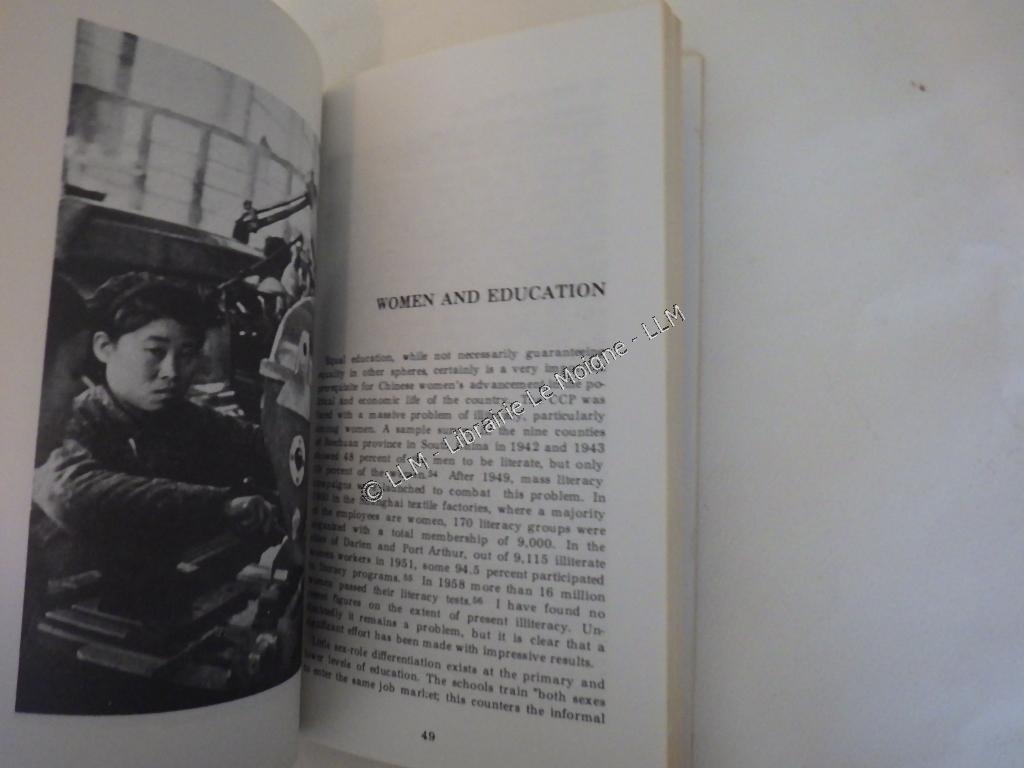 WOMEN AND EDUCATION
Equal education, while not necessarily guaranteeing
equality in other spheres, certainly is a very
prerequisite for Chinese women's advancement in the po-
litical and economic life of the country. The CCP was
faced with a massive problem of illiteracy, particularly
among women. A sample survey of the nine counties
of Szechuan province in South China in 1942 and 1943
showed 48 percent of the men to be literate, but only
percent of the women.54 After 1949, mass literacy
campaigns were launched to combat this problem. In
in the Shanghai textile factories, where a majority
of the employees are women, 170 literacy groups were
organized with a total membership of 9,000. In the
cities of Darien and Port Arthur, out of 9,115 illiterate
women workers in 1951, some 94.5 percent participated
in literacy programs.55 In 1958 more than 16 million
women passed their literacy tests.56 I have found no
recent figures on the extent of present illiteracy. Un-
doubtedly it remains a problem, but it is clear that a
significant effort has been made with impressive results.
Little sex-role differentiation exists at the primary and
lower levels of education. The schools train "both sexes
to enter the same job market; this counters the informal
49
© LLM - Librairie Le Moigne - LLM